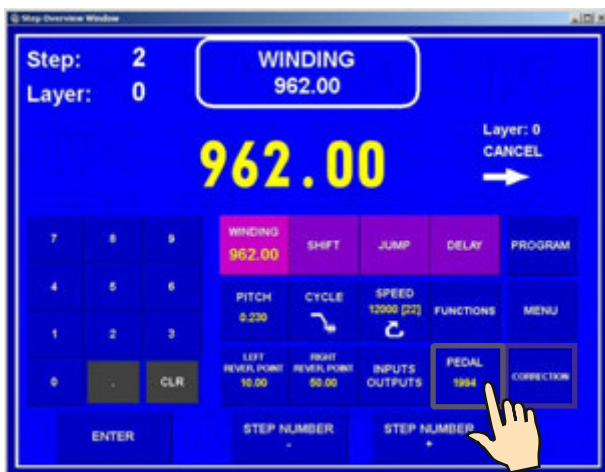 Step Overview Window
Step: 2
Layer: 0
WINDING
962.00
962.00
Layer: 0
CANCEL
7 8 9
WINDING
962.00
SHIFT
JUMP
DELAY
PROGRAM
4 5 6
PITCH
0.230
CYCLE
SPEED
12000 [22]
FUNCTIONS
MENU
1 2 3
LEFT
REVER. POINT
10.00
RIGHT
REVER. POINT
60.00
INPUTS
OUTPUTS
PEDAL
1984
CORRECTION
0 . CLR
ENTER
STEP NUMBER
-
STEP NUMBER
+